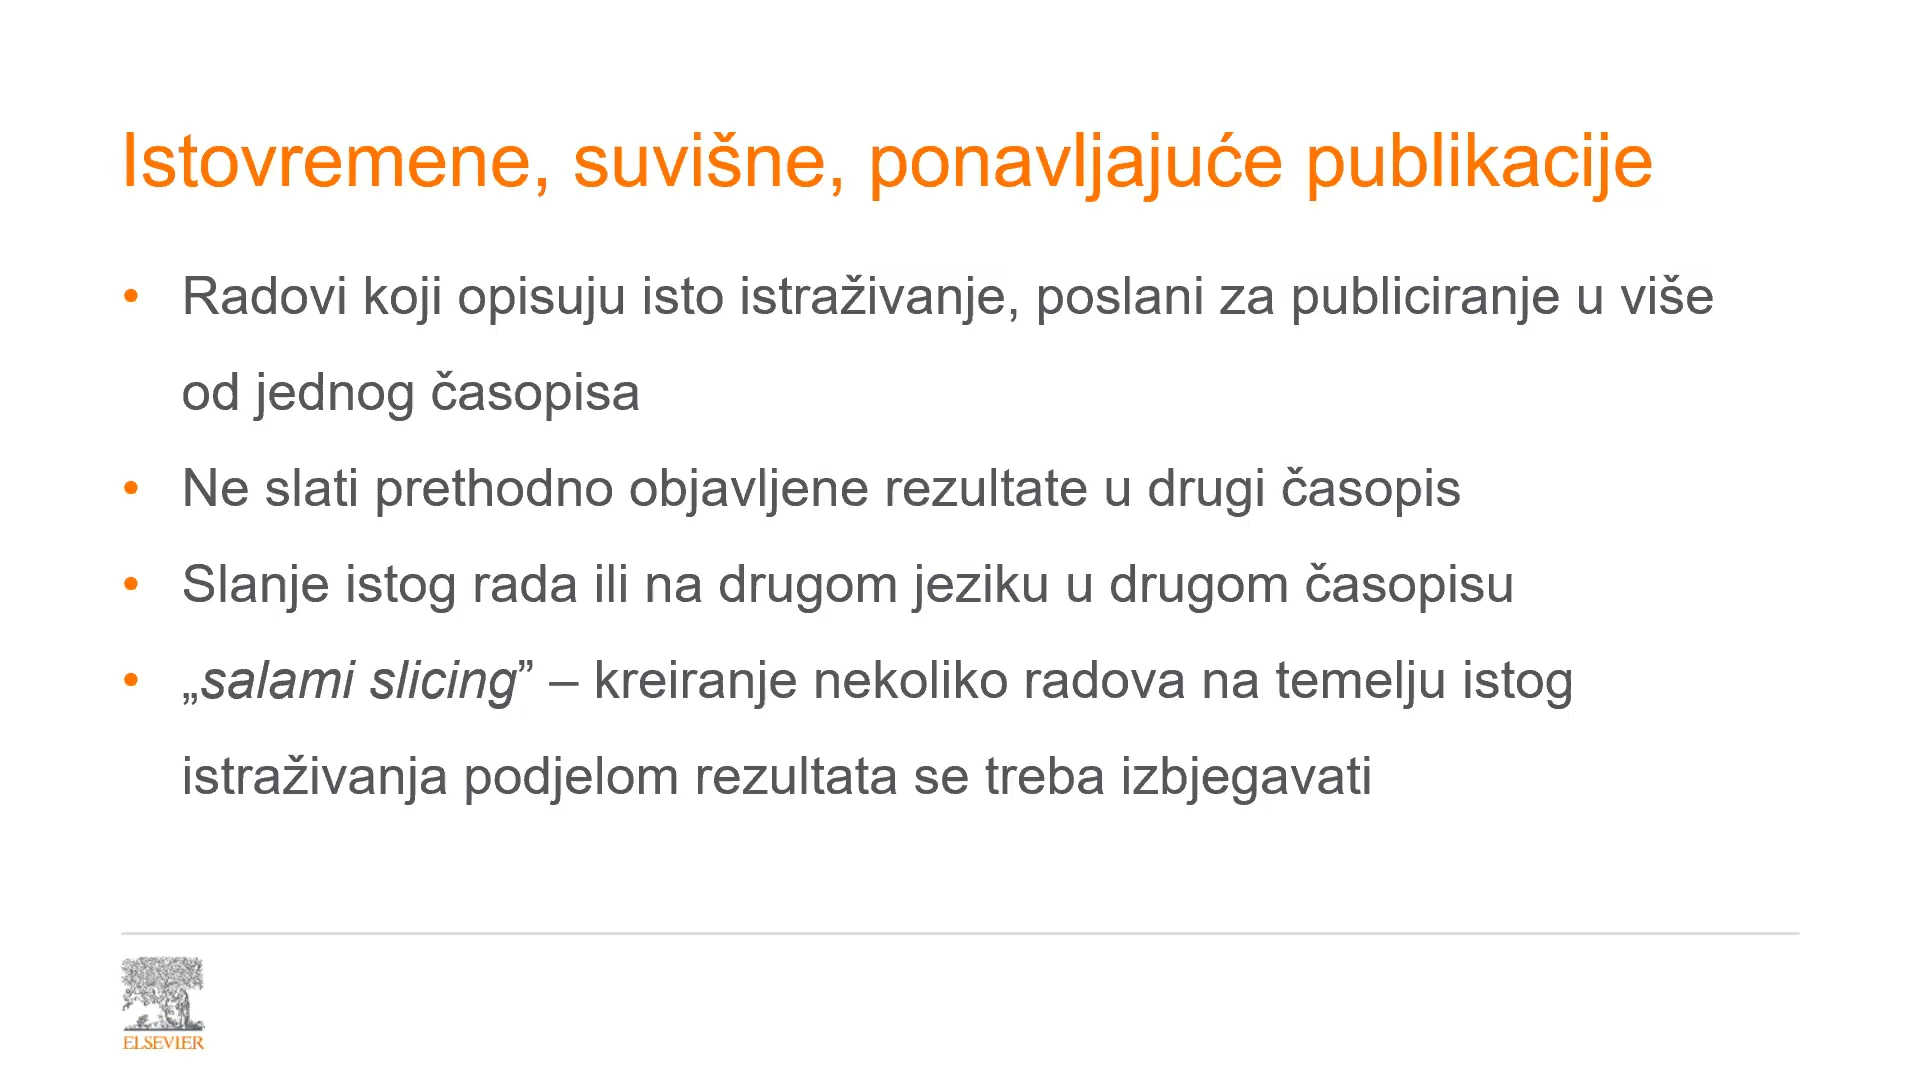 Istovremene, suvišne, ponavljajuće publikacije
• Radovi koji opisuju isto istraživanje, poslani za publiciranje u više
od jednog časopisa
• Ne slati prethodno objavljene rezultate u drugi časopis
• Slanje istog rada ili na drugom jeziku u drugom časopisu
• „salami slicing” – kreiranje nekoliko radova na temelju istog
istraživanja podjelom rezultata se treba izbjegavati
ELSEVIER